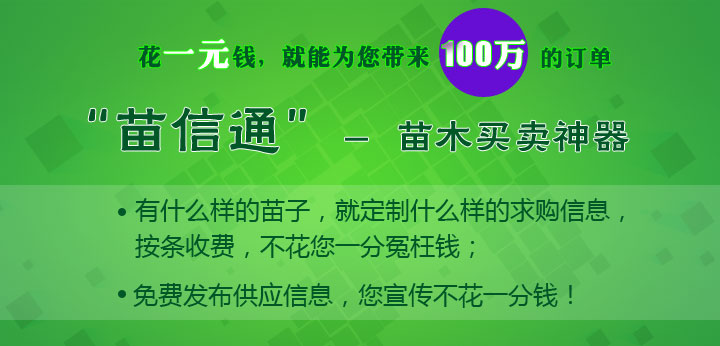 花一元钱，就能为您带来 100万 的订单
“苗信通” － 苗木买卖神器
• 有什么样的苗子，就定制什么样的求购信息，
按条收费，不花您一分冤枉钱；
• 免费发布供应信息，您宣传不花一分钱！